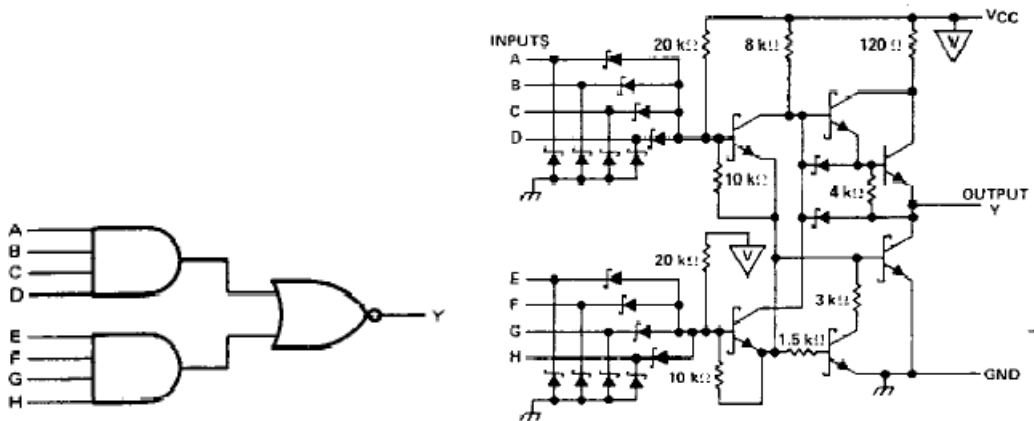 A
B
C
D
E
F
G
H
Y
INPUTS
A
B
C
D
20 kΩ
8 kΩ
120 Ω
VCC
V
10 kΩ
4 kΩ
OUTPUT
Y
20 kΩ
V
E
F
G
H
3 kΩ
1.5 kΩ
10 kΩ
GND